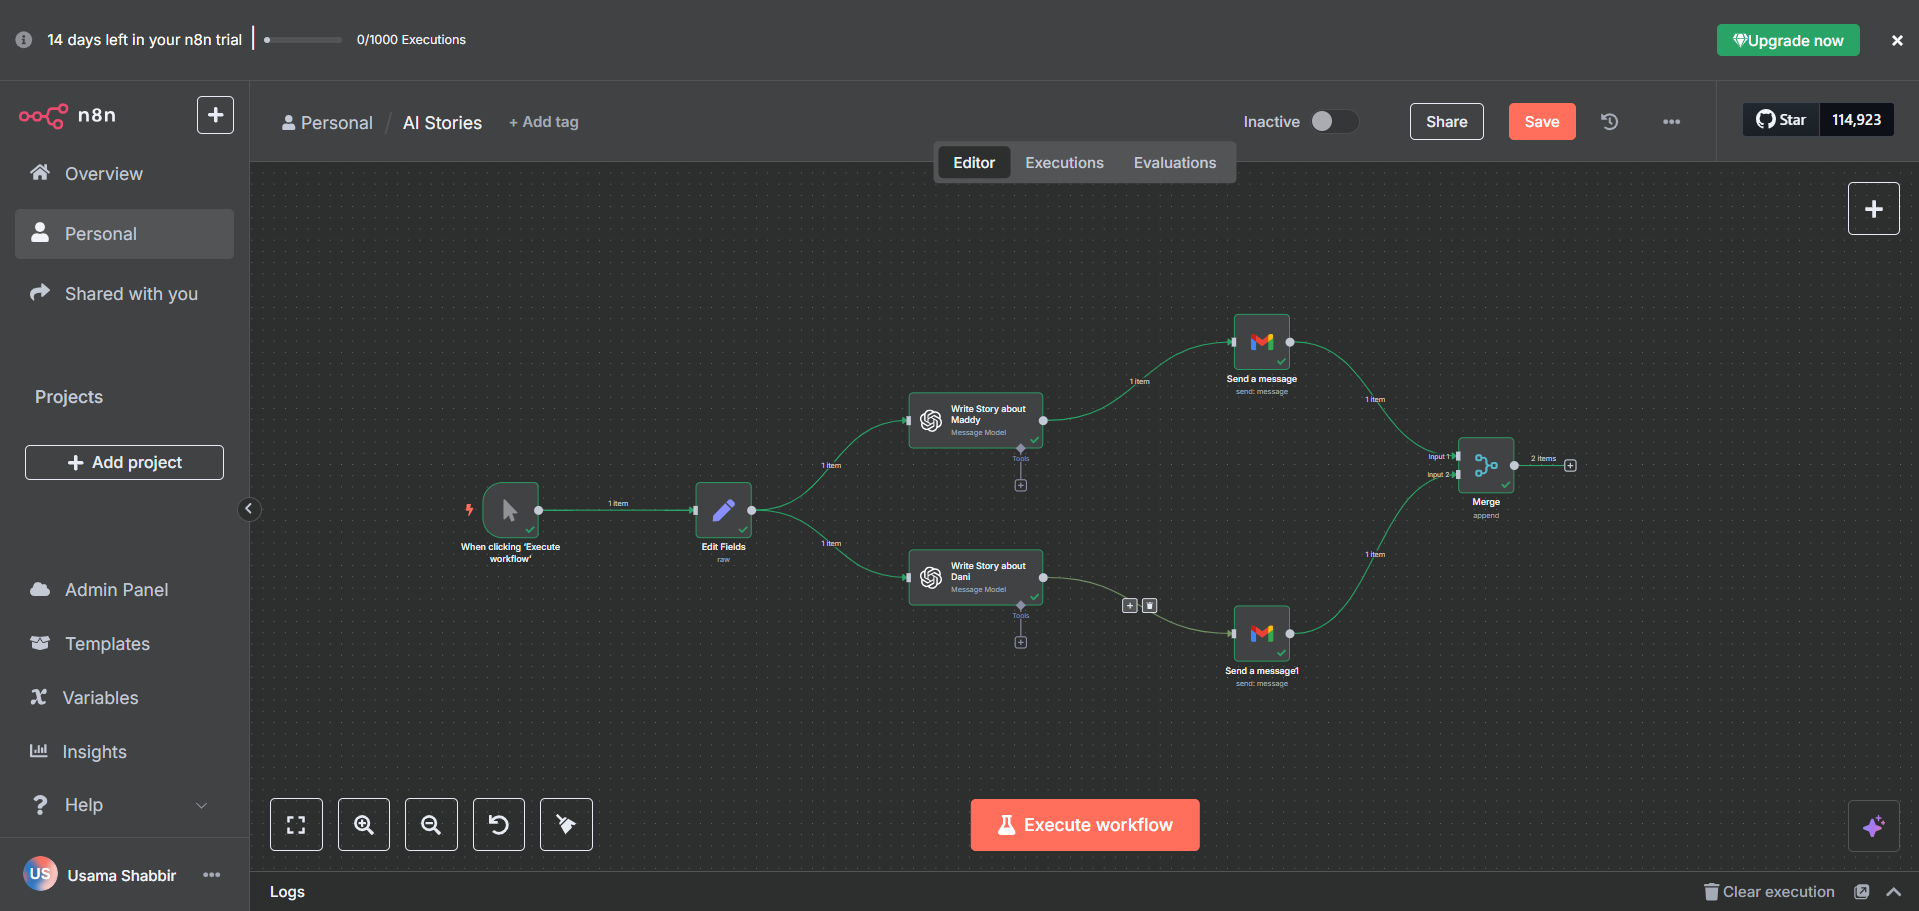 14 days left in your n8n trial
0/1000 Executions
Upgrade now
n8n
Personal / AI Stories + Add tag
Inactive
Share
Save
Star 114,923
Editor Executions Evaluations
Overview
Personal
Shared with you
Projects
Add project
Admin Panel
Templates
Variables
Insights
Help
US Usama Shabbir
When clicking ‘Execute
workflow’
1 item
Edit Fields
raw
1 item
1 item
Write Story about
Maddy
Message Model
Tools
Write Story about
Dani
Message Model
Tools
1 item
Send a message
send: message
1 item
Send a message1
send: message
1 item
Input 1
Input 2
Merge
append
2 items
Execute workflow
Logs
Clear execution